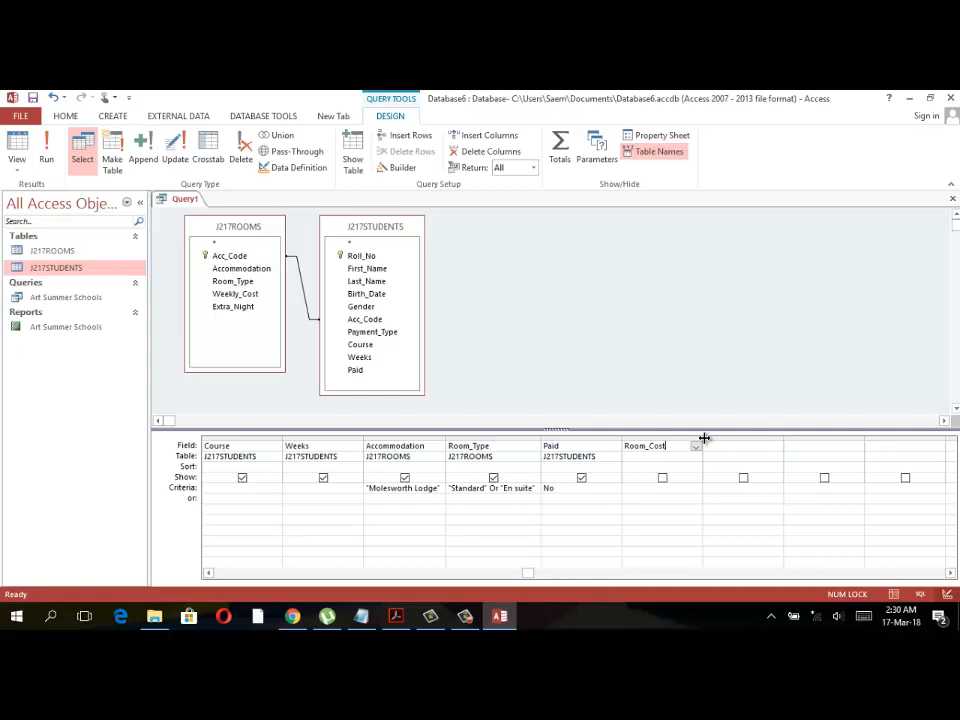 QUERY TOOLS
Database6 : Database- C:\Users\Saem\Documents\Database6.accdb (Access 2007 - 2013 file format) - Access
?
FILE HOME CREATE EXTERNAL DATA DATABASE TOOLS New Tab DESIGN Sign in
View
Run
Select
Make Table
Append
Update
Crosstab
Delete
Union
Pass-Through
Data Definition
Show Table
Insert Rows
Delete Rows
Builder
Insert Columns
Delete Columns
Return: All
Totals
Parameters
Property Sheet
Table Names
Results Query Type Query Setup Show/Hide
All Access Obje...
Search...
Tables
J217ROOMS
J217STUDENTS
Queries
Art Summer Schools
Reports
Art Summer Schools
Query1
J217ROOMS
*
Acc_Code
Accommodation
Room_Type
Weekly_Cost
Extra_Night
J217STUDENTS
*
Roll_No
First_Name
Last_Name
Birth_Date
Gender
Acc_Code
Payment_Type
Course
Weeks
Paid
Field: Course Weeks Accommodation Room_Type Paid Room_Cost
Table: J217STUDENTS J217STUDENTS J217ROOMS J217ROOMS J217STUDENTS
Sort:
Show:
Criteria: "Molesworth Lodge" "Standard" Or "En suite" No
or:
Ready NUM LOCK SQL
2:30 AM
17-Mar-18
2